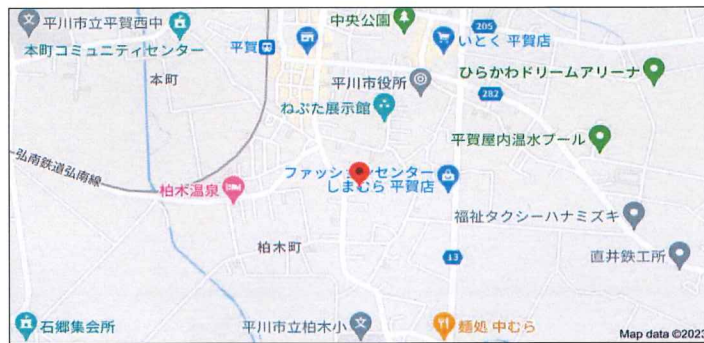 平川市立平賀西中
中央公園
205
本町コミュニティセンター
平賀
いとく 平賀店
本町
平川市役所
ひらかわドリームアリーナ
282
ねぷた展示館
平賀屋内温水プール
弘南鉄道弘南線
ファッションセンター
しまむら 平賀店
柏木温泉
福祉タクシーハナミズキ
柏木町
13
直井鉄工所
石郷集会所
平川市立柏木小
麺処 中むら
Map data ©2023